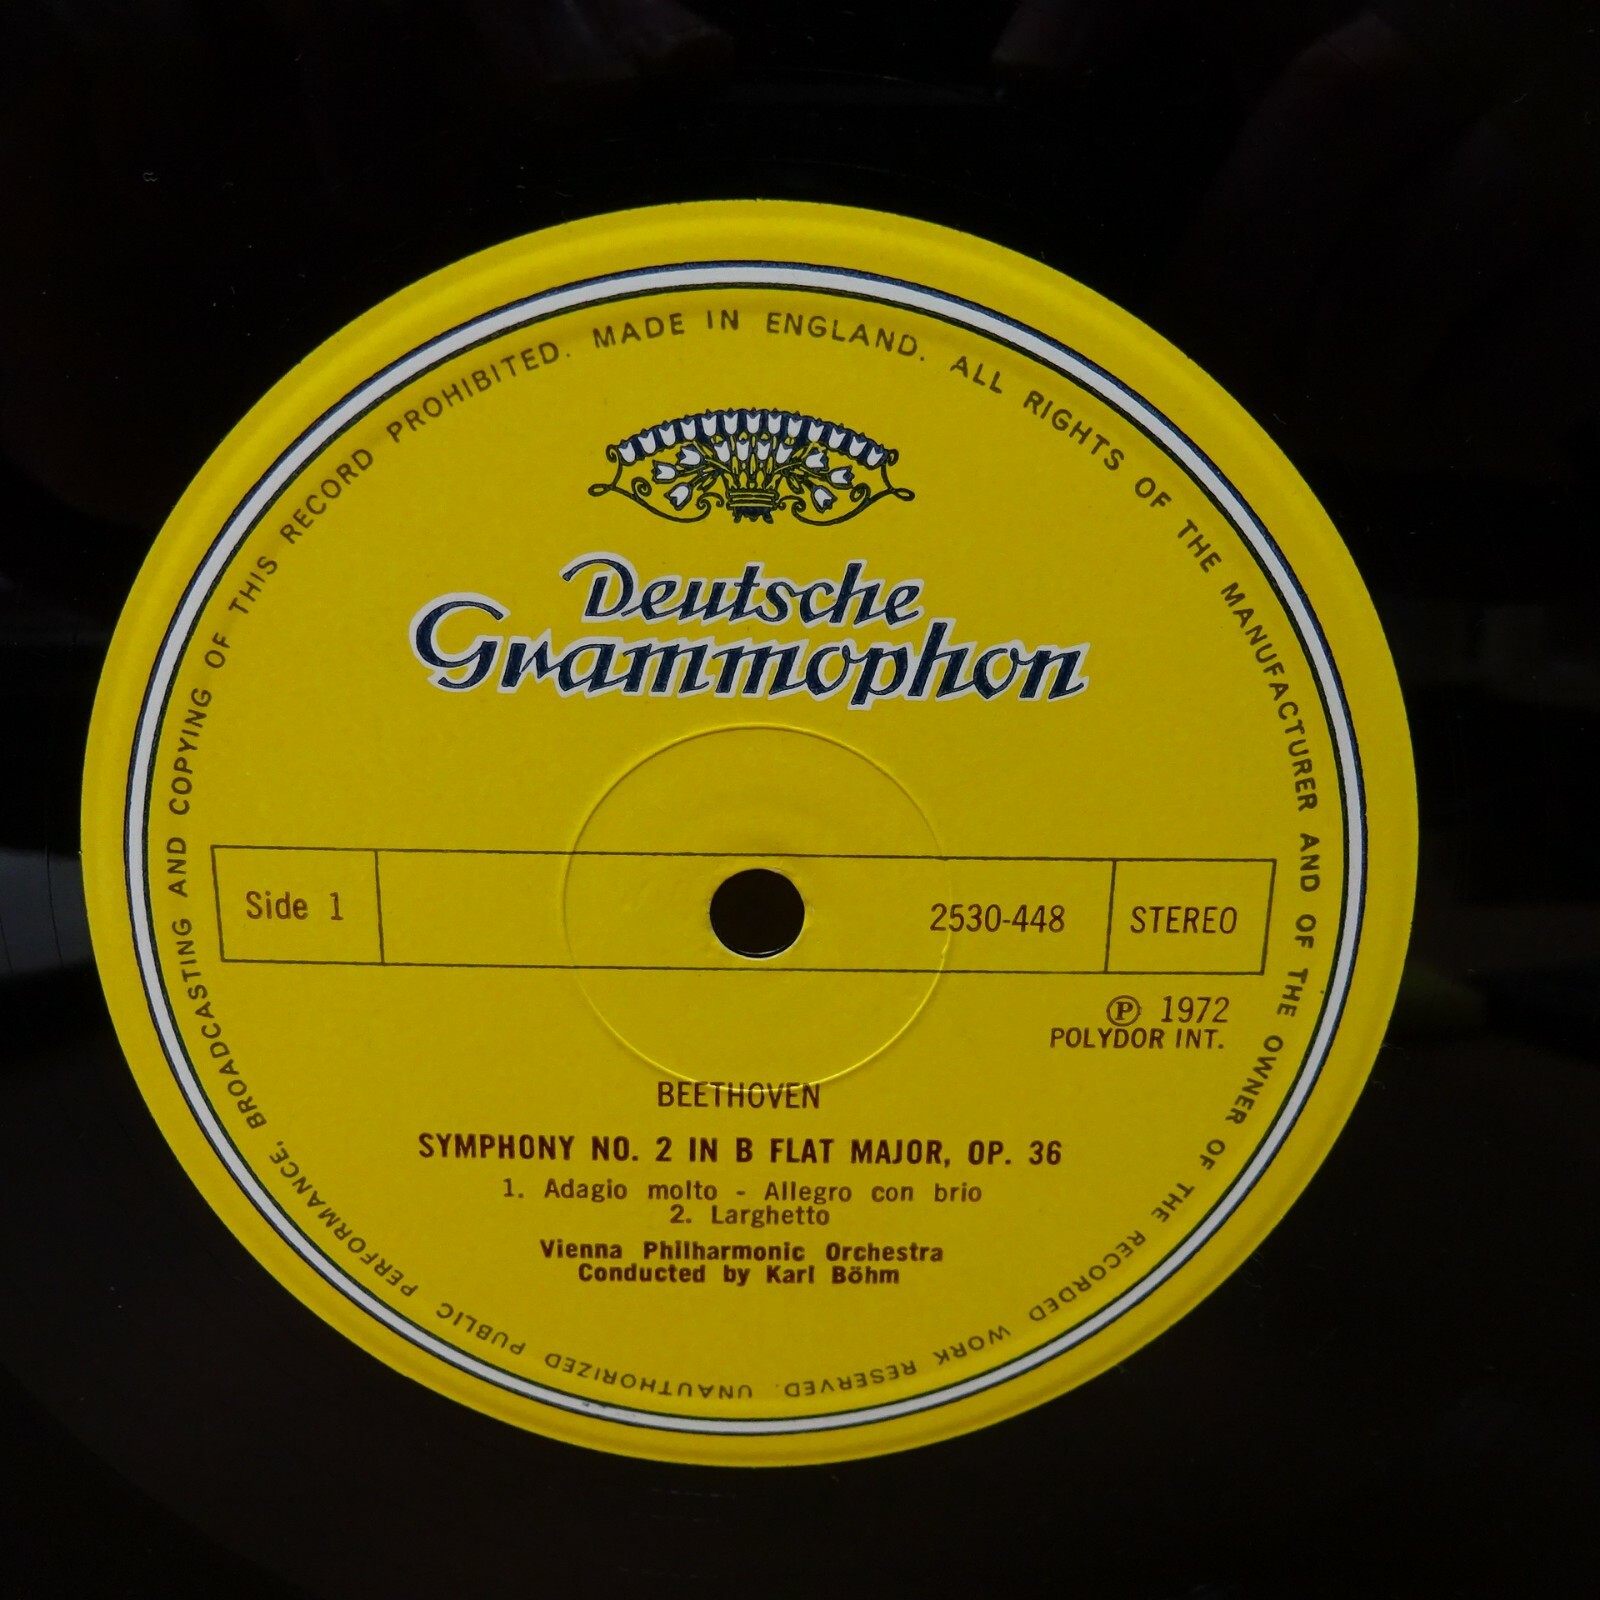 MADE IN ENGLAND. ALL RIGHTS OF THE MANUFACTURER AND OF THE OWNER OF THE RECORDED WORK RESERVED. UNAUTHORIZED PUBLIC PERFORMANCE, BROADCASTING AND COPYING OF THIS RECORD PROHIBITED.
Deutsche
Grammophon
Side 1 2530-448 STEREO
Ⓟ 1972
POLYDOR INT.
BEETHOVEN
SYMPHONY NO. 2 IN B FLAT MAJOR, OP. 36
1. Adagio molto - Allegro con brio
2. Larghetto
Vienna Philharmonic Orchestra
Conducted by Karl Böhm